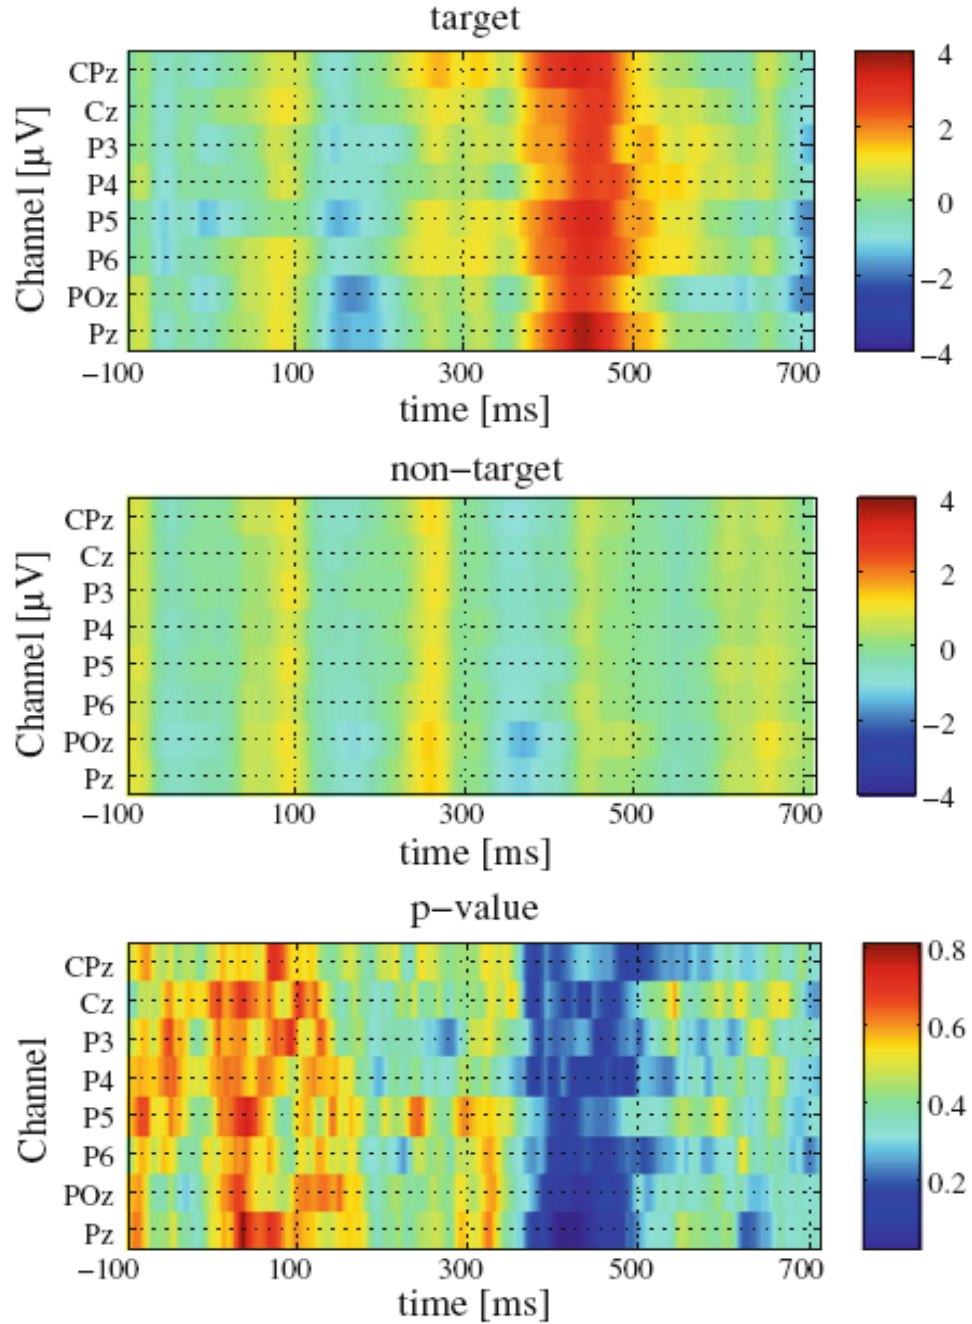 target
Channel [μ V]
CPz
Cz
P3
P4
P5
P6
POz
Pz
4
2
0
−2
−4
−100 100 300 500 700
time [ms]
non−target
Channel [μ V]
CPz
Cz
P3
P4
P5
P6
POz
Pz
4
2
0
−2
−4
−100 100 300 500 700
time [ms]
p−value
Channel
CPz
Cz
P3
P4
P5
P6
POz
Pz
0.8
0.6
0.4
0.2
−100 100 300 500 700
time [ms]